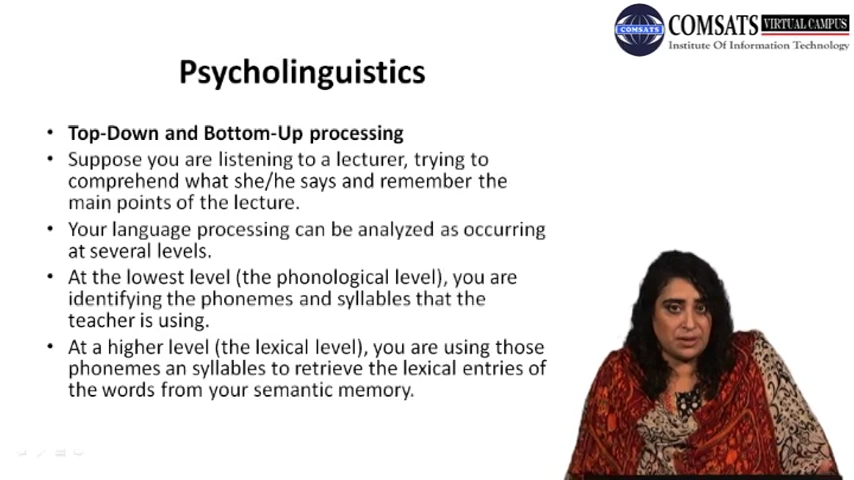 COMSATS VIRTUAL CAMPUS
COMSATS
Institute Of Information Technology
Psycholinguistics
• Top-Down and Bottom-Up processing
• Suppose you are listening to a lecturer, trying to
comprehend what she/he says and remember the
main points of the lecture.
• Your language processing can be analyzed as occurring
at several levels.
• At the lowest level (the phonological level), you are
identifying the phonemes and syllables that the
teacher is using.
• At a higher level (the lexical level), you are using those
phonemes an syllables to retrieve the lexical entries of
the words from your semantic memory.